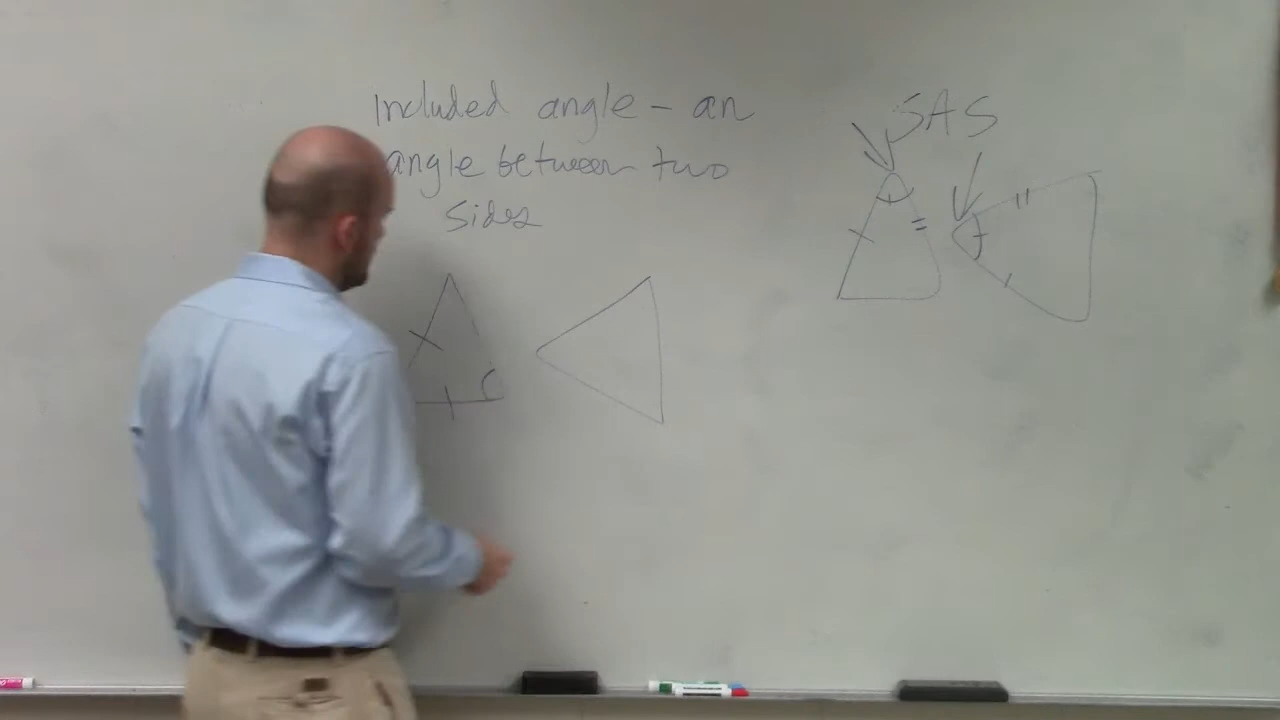 Included angle – an
angle between two
sides
SAS